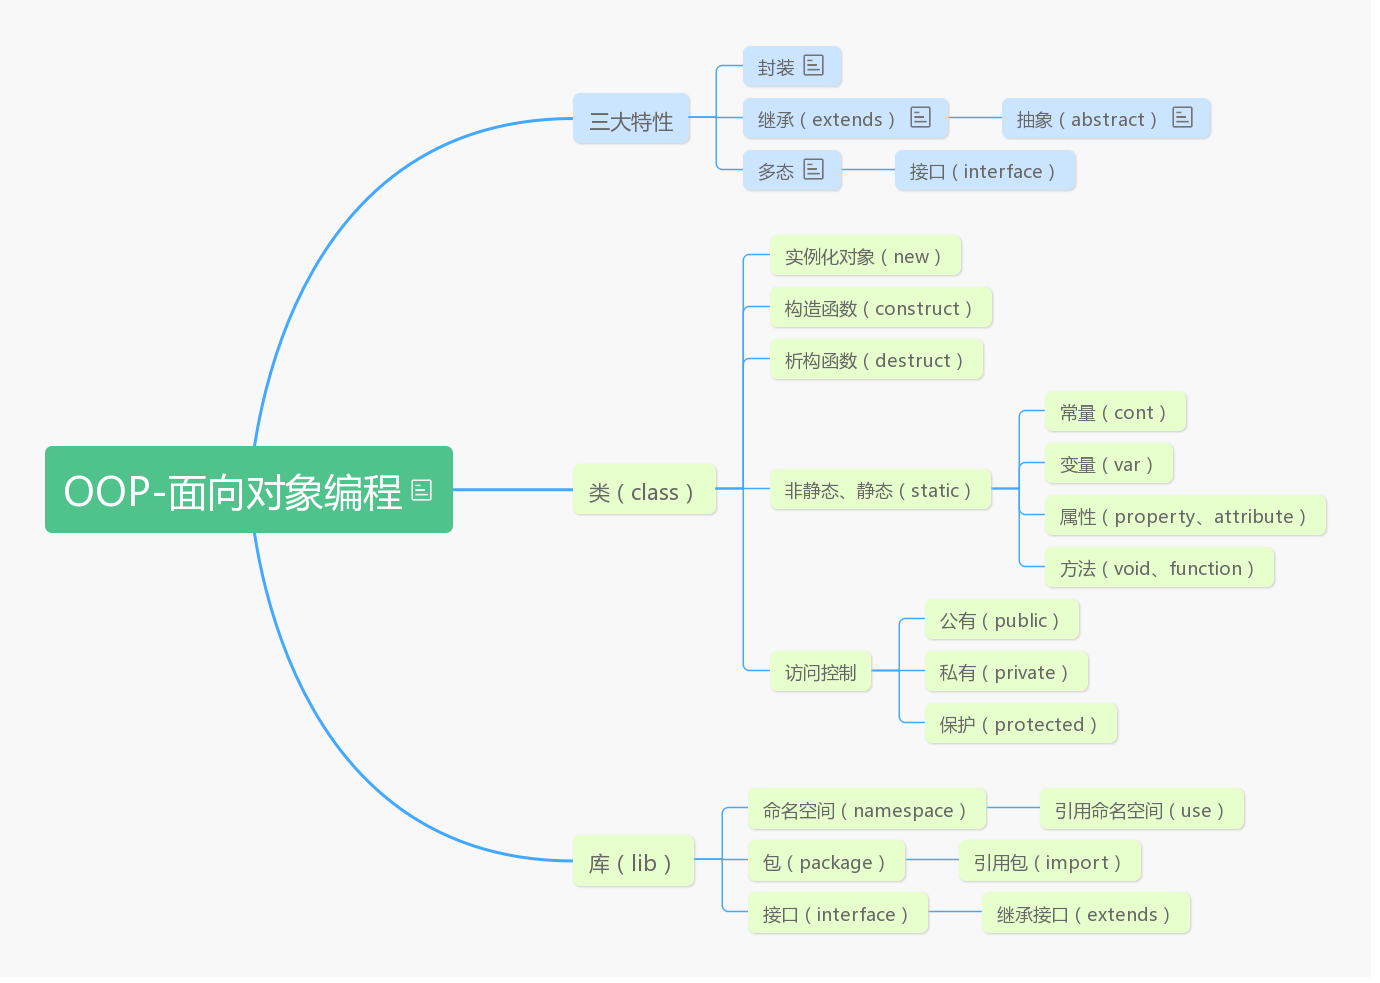 OOP-面向对象编程
三大特性
封装
继承（extends）
抽象（abstract）
多态
接口（interface）
类（class）
实例化对象（new）
构造函数（construct）
析构函数（destruct）
非静态、静态（static）
常量（cont）
变量（var）
属性（property、attribute）
方法（void、function）
访问控制
公有（public）
私有（private）
保护（protected）
库（lib）
命名空间（namespace）
引用命名空间（use）
包（package）
引用包（import）
接口（interface）
继承接口（extends）